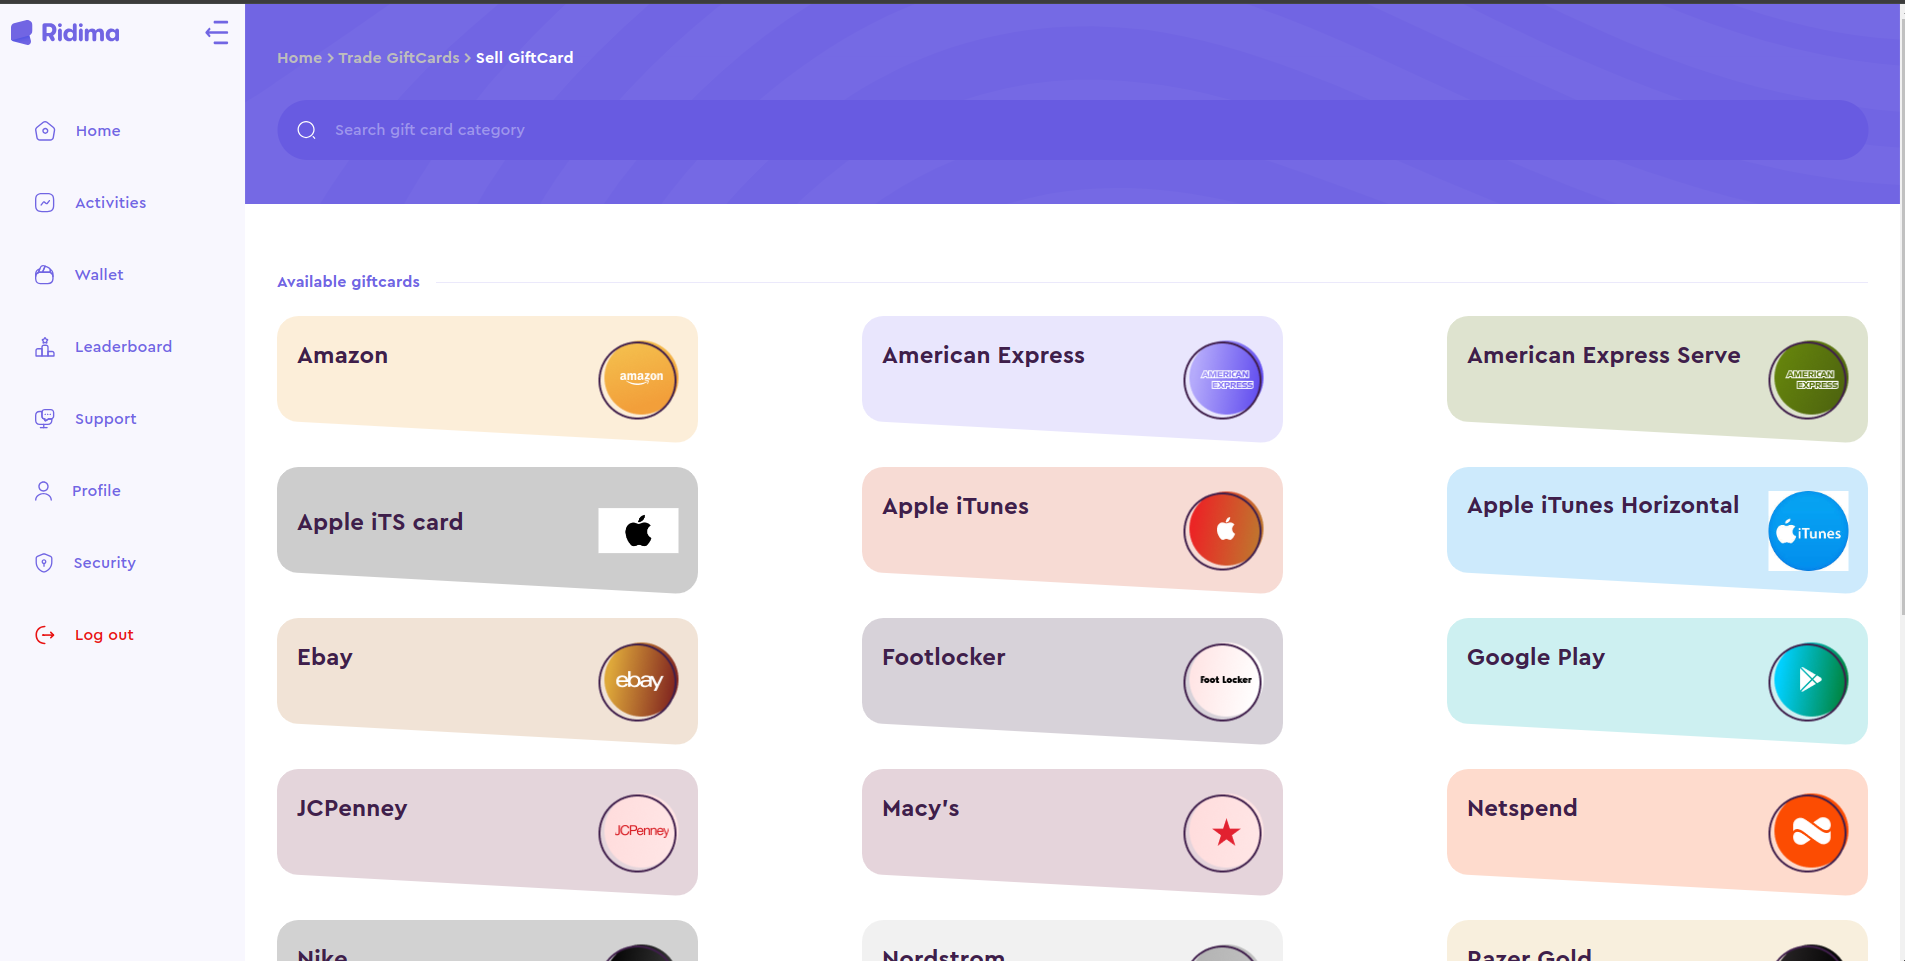 Ridima
Home
Activities
Wallet
Leaderboard
Support
Profile
Security
Log out
Home > Trade GiftCards > Sell GiftCard
Search gift card category
Available giftcards
Amazon
amazon
American Express
AMERICAN
EXPRESS
American Express Serve
AMERICAN
EXPRESS
Apple iTS card
Apple iTunes
Apple iTunes Horizontal
iTunes
Ebay
ebay
Footlocker
Foot Locker
Google Play
JCPenney
JCPenney
Macy's
Netspend
Nike
Nordstrom
Razer Gold